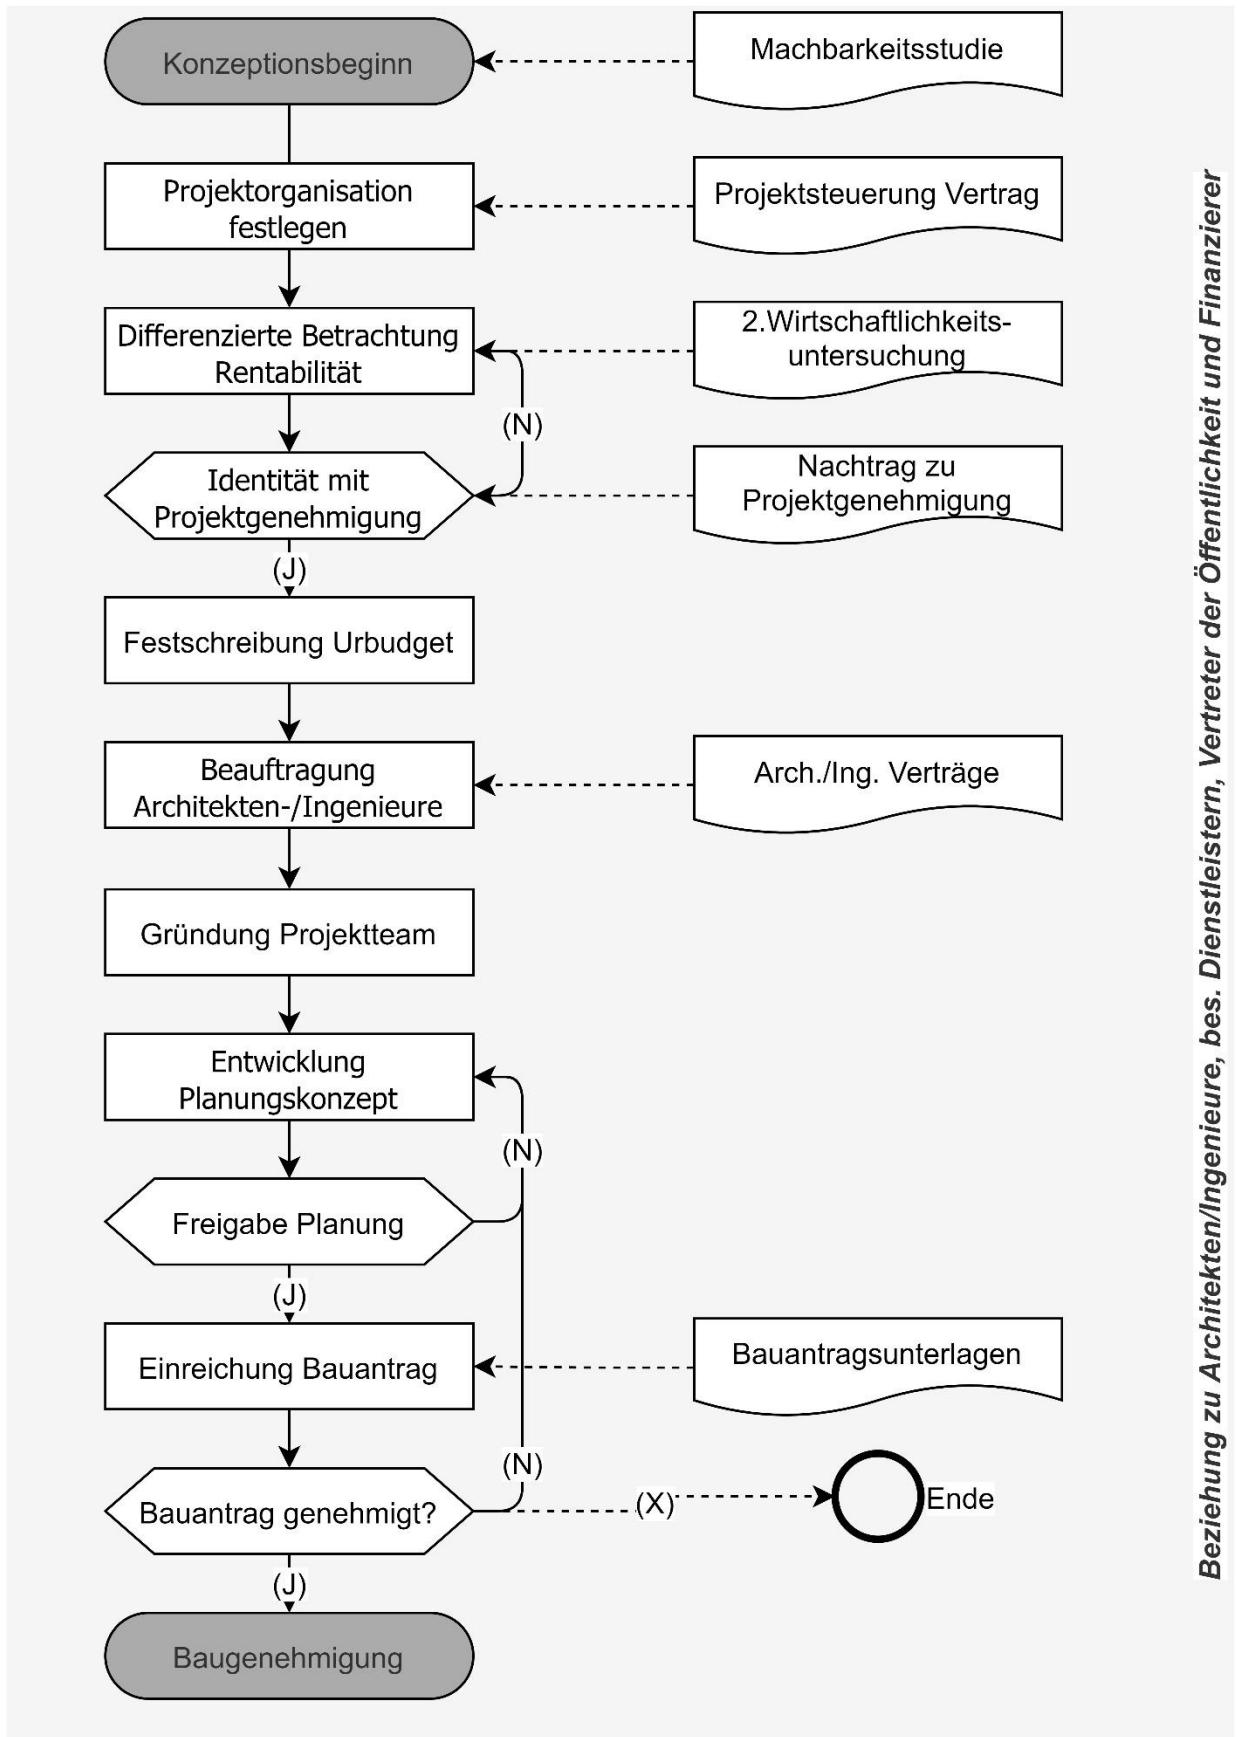 Konzeptionsbeginn
Machbarkeitsstudie
Projektorganisation
festlegen
Projektsteuerung Vertrag
Differenzierte Betrachtung
Rentabilität
2.Wirtschaftlichkeits-
untersuchung
(N)
Identität mit
Projektgenehmigung
Nachtrag zu
Projektgenehmigung
(J)
Festschreibung Urbudget
Beauftragung
Architekten-/Ingenieure
Arch./Ing. Verträge
Gründung Projektteam
Entwicklung
Planungskonzept
(N)
Freigabe Planung
(J)
Einreichung Bauantrag
Bauantragsunterlagen
(N)
Bauantrag genehmigt?
(X)
Ende
(J)
Baugenehmigung
Beziehung zu Architekten/Ingenieure, bes. Dienstleistern, Vertreter der Öffentlichkeit und Finanzierer